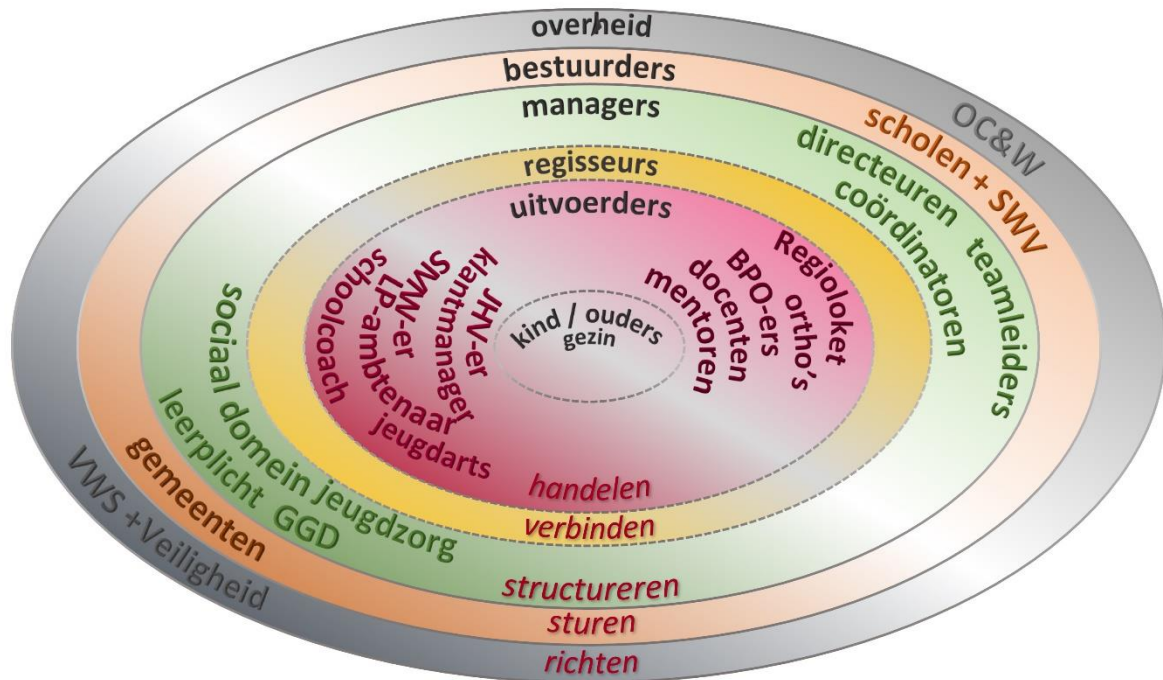 overheid
bestuurders
managers
regisseurs
uitvoerders
kind / ouders
gezin
OC&W
scholen + SWV
directeuren teamleiders
coördinatoren
Regioloket
ortho's
BPO-ers
docenten
mentoren
JHV-er
klantmanager
SMW-er
LP-ambtenaar
schoolcoach
jeugdarts
sociaal domein jeugdzorg
leerplicht GGD
gemeenten
VWS +Veiligheid
handelen
verbinden
structureren
sturen
richten